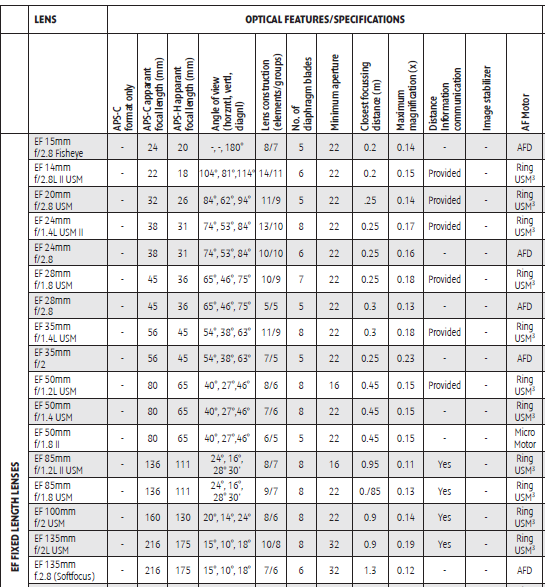 LENS OPTICAL FEATURES/SPECIFICATIONS
APS-C format only
APS-C apparant focal length (mm)
APS-H apparant focal length (mm)
Angle of view (horzntl, vertl, diagnl)
Lens construction (elements/groups)
No. of diaphragm blades
Minimum aperture
Closest focussing distance (m)
Maximum magnification (x)
Distance Information communication
Image stabilizer
AF Motor
EF FIXED LENGTH LENSES
EF 15mm f/2.8 Fisheye - 24 20 -, -, 180° 8/7 5 22 0.2 0.14 - - AFD
EF 14mm f/2.8L II USM - 22 18 104°, 81°,114° 14/11 6 22 0.2 0.15 Provided - Ring USM³
EF 20mm f/2.8 USM - 32 26 84°, 62°, 94° 11/9 5 22 .25 0.14 Provided - Ring USM³
EF 24mm f/1.4L USM II - 38 31 74°, 53°, 84° 13/10 8 22 0.25 0.17 Provided - Ring USM³
EF 24mm f/2.8 - 38 31 74°, 53°, 84° 10/10 6 22 0.25 0.16 - - AFD
EF 28mm f/1.8 USM - 45 36 65°, 46°, 75° 10/9 7 22 0.25 0.18 Provided - Ring USM³
EF 28mm f/2.8 - 45 36 65°, 46°, 75° 5/5 5 22 0.3 0.13 - - AFD
EF 35mm f/1.4L USM - 56 45 54°, 38°, 63° 11/9 8 22 0.3 0.18 Provided - Ring USM³
EF 35mm f/2 - 56 45 54°, 38°, 63° 7/5 5 22 0.25 0.23 - - AFD
EF 50mm f/1.2L USM - 80 65 40°, 27°,46° 8/6 8 16 0.45 0.15 Provided - Ring USM³
EF 50mm f/1.4 USM - 80 65 40°, 27°,46° 7/6 8 22 0.45 0.15 - - Ring USM³
EF 50mm f/1.8 II - 80 65 40°, 27°,46° 6/5 5 22 0.45 0.15 - - Micro Motor
EF 85mm f/1.2L II USM - 136 111 24°, 16°, 28° 30' 8/7 8 16 0.95 0.11 Yes - Ring USM³
EF 85mm f/1.8 USM - 136 111 24°, 16°, 28° 30' 9/7 8 22 0./85 0.13 Yes - Ring USM³
EF 100mm f/2 USM - 160 130 20°, 14°, 24° 8/6 8 22 0.9 0.14 Yes - Ring USM³
EF 135mm f/2L USM - 216 175 15°, 10°, 18° 10/8 8 32 0.9 0.19 Yes - Ring USM³
EF 135mm f.2.8 (Softfocus) - 216 175 15°, 10°, 18° 7/6 6 32 1.3 0.12 - - AFD